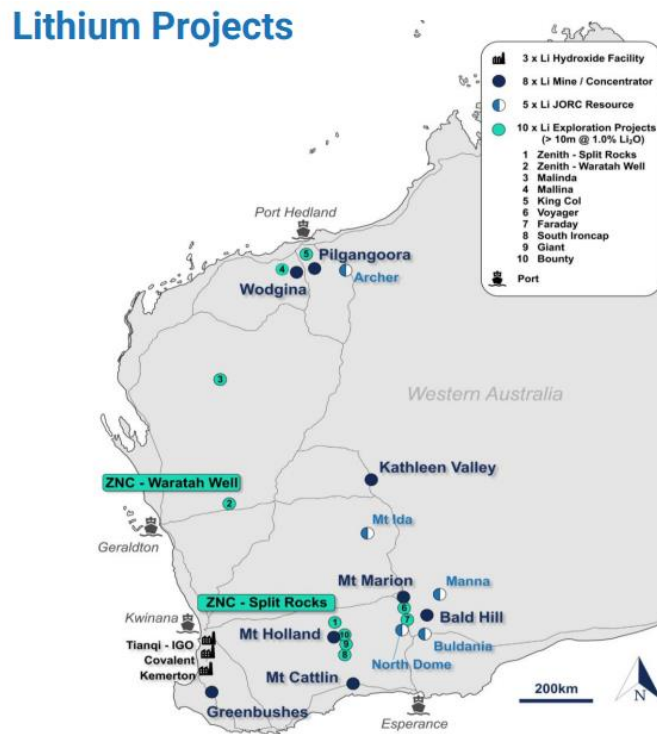 Lithium Projects
3 x Li Hydroxide Facility
8 x Li Mine / Concentrator
5 x Li JORC Resource
10 x Li Exploration Projects
(> 10m @ 1.0% Li₂O)
1 Zenith - Split Rocks
2 Zenith - Waratah Well
3 Malinda
4 Mallina
5 King Col
6 Voyager
7 Faraday
8 South Ironcap
9 Giant
10 Bounty
Port
Port Hedland
5
Pilgangoora
4
Archer
Wodgina
3
Western Australia
Kathleen Valley
ZNC - Waratah Well
2
Mt Ida
Geraldton
Mt Marion
Manna
ZNC - Split Rocks
6
Kwinana
1
7
Bald Hill
Tianqi - IGO
Mt Holland
10
9
Buldania
Covalent
8
North Dome
Kemerton
Mt Cattlin
200km
N
Greenbushes
Esperance